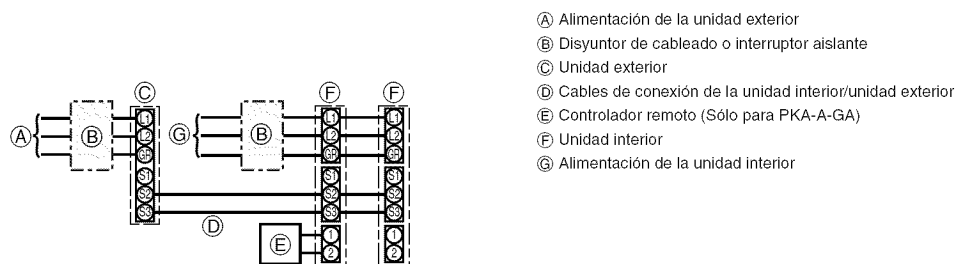 Ⓐ Alimentación de la unidad exterior
Ⓑ Disyuntor de cableado o interruptor aislante
Ⓒ Unidad exterior
Ⓓ Cables de conexión de la unidad interior/unidad exterior
Ⓔ Controlador remoto (Sólo para PKA-A-GA)
Ⓕ Unidad interior
Ⓖ Alimentación de la unidad interior
Ⓒ Ⓕ Ⓕ
L1 L1 L1
Ⓐ Ⓑ L2 Ⓖ Ⓑ L2 L2
GR GR GR
S1 S1 S1
S2 S2 S2
S3 S3 S3
Ⓓ
1 1
Ⓔ
2 2